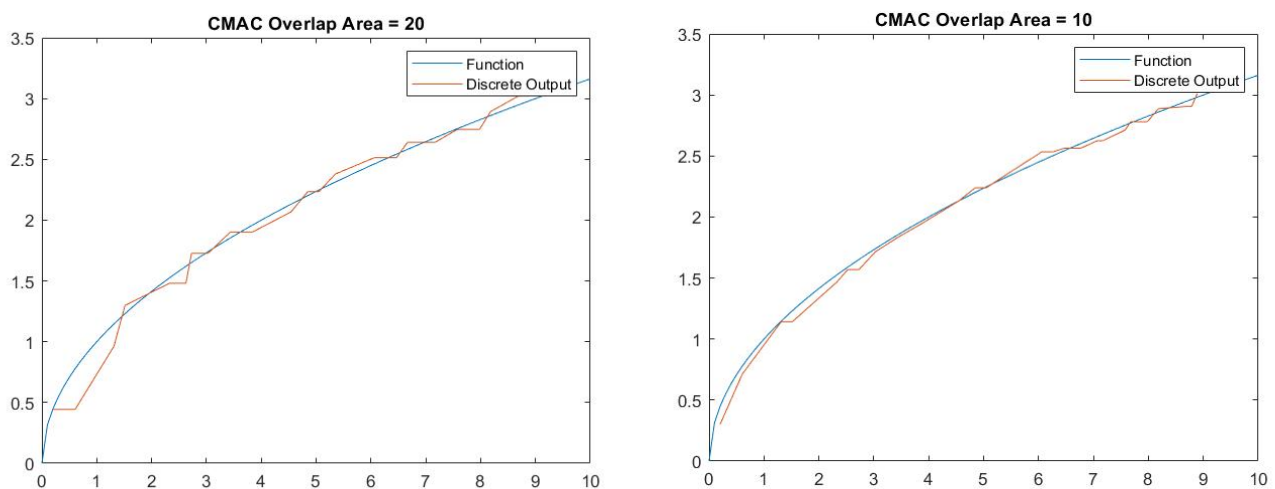 CMAC Overlap Area = 20
3.5
3
2.5
2
1.5
1
0.5
0
0 1 2 3 4 5 6 7 8 9 10
Function
Discrete Output
CMAC Overlap Area = 10
3.5
3
2.5
2
1.5
1
0.5
0
0 1 2 3 4 5 6 7 8 9 10
Function
Discrete Output